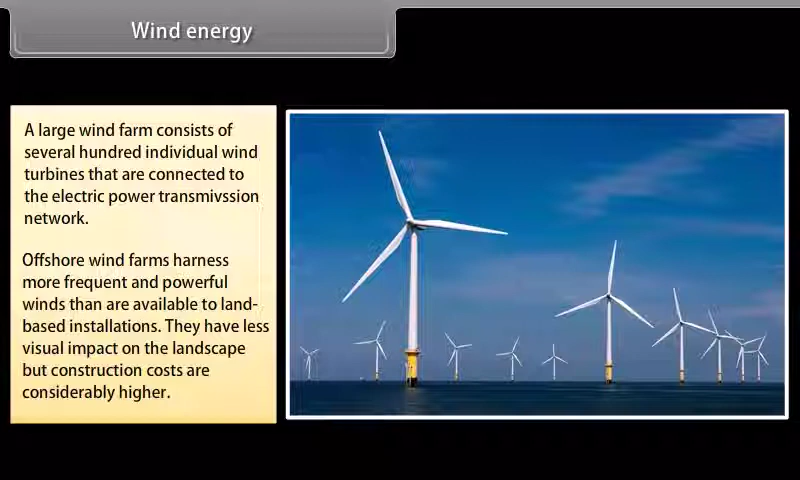 Wind energy
A large wind farm consists of
several hundred individual wind
turbines that are connected to
the electric power transmivssion
network.
Offshore wind farms harness
more frequent and powerful
winds than are available to land-
based installations. They have less
visual impact on the landscape
but construction costs are
considerably higher.